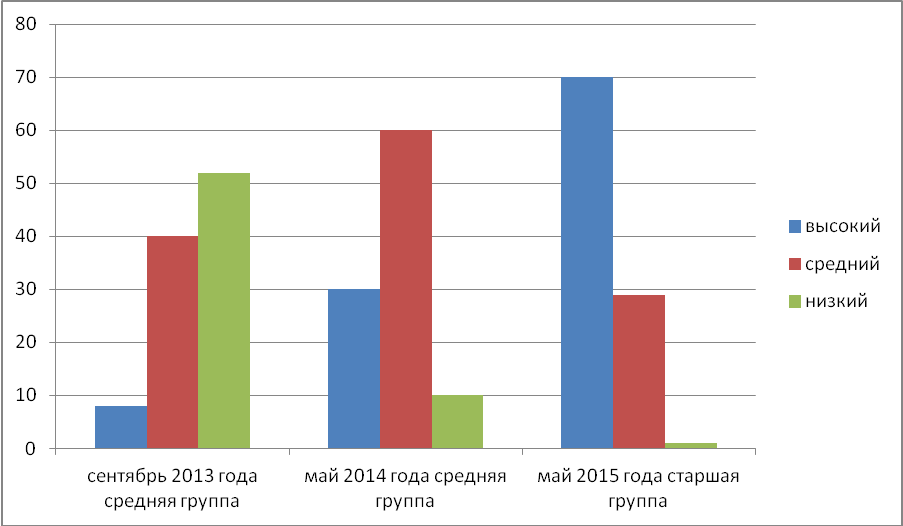 80
70
60
50
40
30
20
10
0
высокий
средний
низкий
сентябрь 2013 года
средняя группа
май 2014 года средняя
группа
май 2015 года старшая
группа